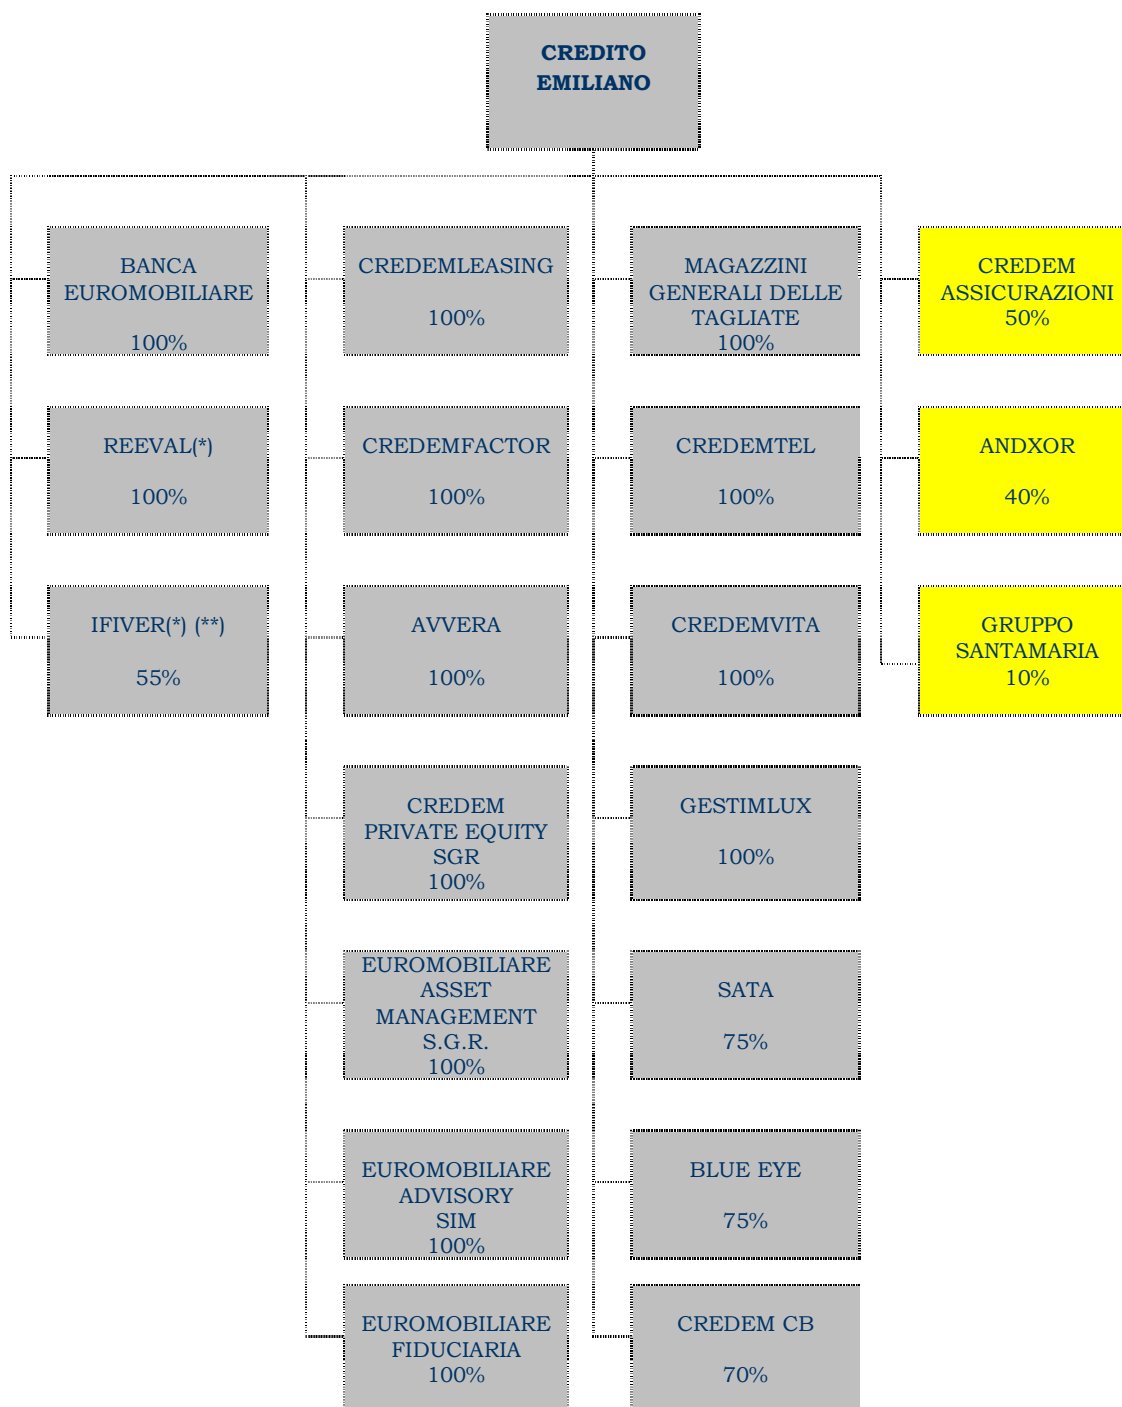 CREDITO
EMILIANO
BANCA
EUROMOBILIARE
100%
CREDEMLEASING
100%
MAGAZZINI
GENERALI DELLE
TAGLIATE
100%
CREDEM
ASSICURAZIONI
50%
REEVAL(*)
100%
CREDEMFACTOR
100%
CREDEMTEL
100%
ANDXOR
40%
IFIVER(*) (**)
55%
AVVERA
100%
CREDEMVITA
100%
GRUPPO
SANTAMARIA
10%
CREDEM
PRIVATE EQUITY
SGR
100%
GESTIMLUX
100%
EUROMOBILIARE
ASSET
MANAGEMENT
S.G.R.
100%
SATA
75%
EUROMOBILIARE
ADVISORY
SIM
100%
BLUE EYE
75%
EUROMOBILIARE
FIDUCIARIA
100%
CREDEM CB
70%